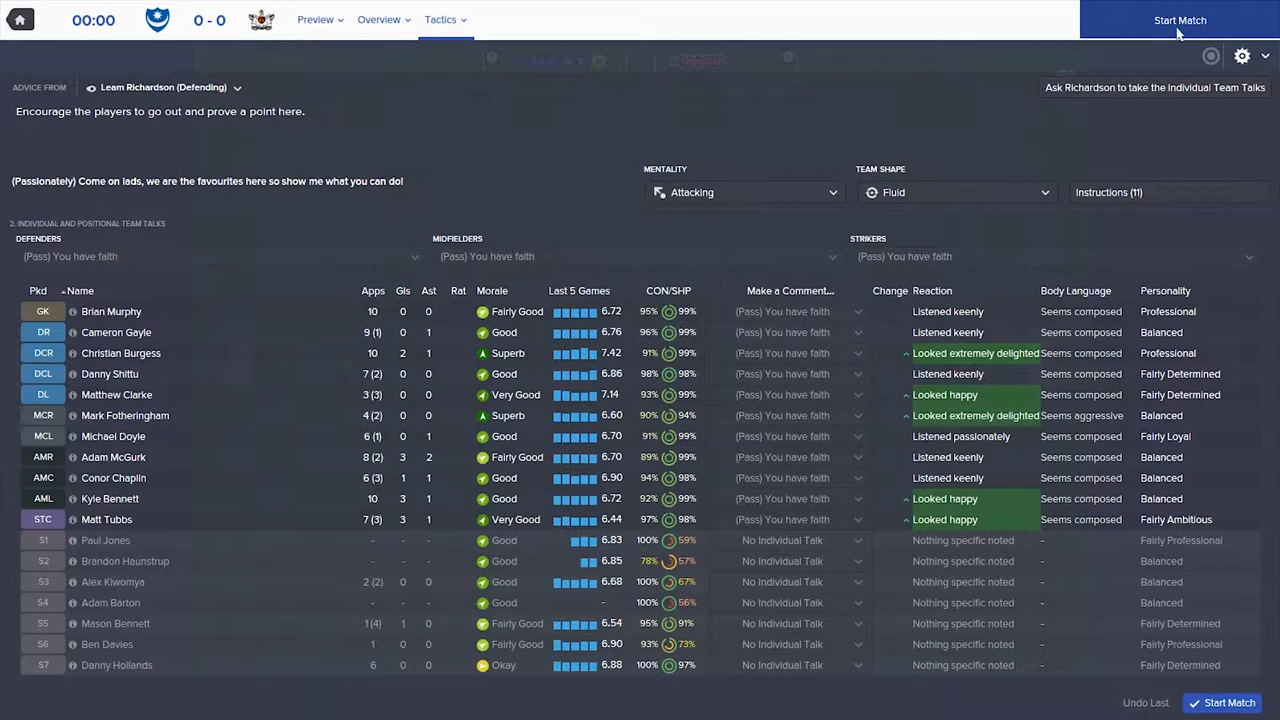 00:00 0 - 0 Preview Overview Tactics Start Match
ADVICE FROM Leam Richardson (Defending) Ask Richardson to take the Individual Team Talks
Encourage the players to go out and prove a point here.
MENTALITY TEAM SHAPE
(Passionately) Come on lads, we are the favourites here so show me what you can do! Attacking Fluid Instructions (11)
2. INDIVIDUAL AND POSITIONAL TEAM TALKS
DEFENDERS MIDFIELDERS STRIKERS
(Pass) You have faith (Pass) You have faith (Pass) You have faith
Pkd Name Apps Gls Ast Rat Morale Last 5 Games CON/SHP Make a Comment... Change Reaction Body Language Personality
GK Brian Murphy 10 0 0 Fairly Good 6.72 95% 99% (Pass) You have faith Listened keenly Seems composed Professional
DR Cameron Gayle 9 (1) 0 1 Good 6.76 96% 99% (Pass) You have faith Listened keenly Seems composed Balanced
DCR Christian Burgess 10 2 1 Superb 7.42 91% 99% (Pass) You have faith Looked extremely delighted Seems composed Professional
DCL Danny Shittu 7 (2) 0 0 Good 6.86 98% 98% (Pass) You have faith Listened keenly Seems composed Fairly Determined
DL Matthew Clarke 3 (3) 0 0 Very Good 7.14 93% 99% (Pass) You have faith Looked happy Seems composed Fairly Determined
MCR Mark Fotheringham 4 (2) 0 0 Superb 6.60 90% 94% (Pass) You have faith Looked extremely delighted Seems aggressive Balanced
MCL Michael Doyle 6 (1) 0 1 Good 6.70 91% 99% (Pass) You have faith Listened passionately Seems composed Fairly Loyal
AMR Adam McGurk 8 (2) 3 2 Fairly Good 6.70 89% 99% (Pass) You have faith Listened keenly Seems composed Balanced
AMC Conor Chaplin 6 (3) 1 1 Good 6.90 94% 98% (Pass) You have faith Listened keenly Seems composed Balanced
AML Kyle Bennett 10 3 1 Good 6.72 92% 99% (Pass) You have faith Looked happy Seems composed Balanced
STC Matt Tubbs 7 (3) 3 1 Very Good 6.44 97% 98% (Pass) You have faith Looked happy Seems composed Fairly Ambitious
S1 Paul Jones - - - Good 6.83 100% 59% No Individual Talk Nothing specific noted - Fairly Professional
S2 Brandon Haunstrup - - - Good 6.85 78% 57% No Individual Talk Nothing specific noted - Balanced
S3 Alex Kiwomya 2 (2) 0 0 Good 6.68 100% 67% No Individual Talk Nothing specific noted - Balanced
S4 Adam Barton - - - Good - 100% 56% No Individual Talk Nothing specific noted - Balanced
S5 Mason Bennett 1 (4) 1 0 Fairly Good 6.54 95% 91% No Individual Talk Nothing specific noted - Fairly Determined
S6 Ben Davies 1 0 0 Fairly Good 6.90 93% 73% No Individual Talk Nothing specific noted - Fairly Professional
S7 Danny Hollands 6 0 0 Okay 6.88 100% 97% No Individual Talk Nothing specific noted - Fairly Determined
Undo Last Start Match